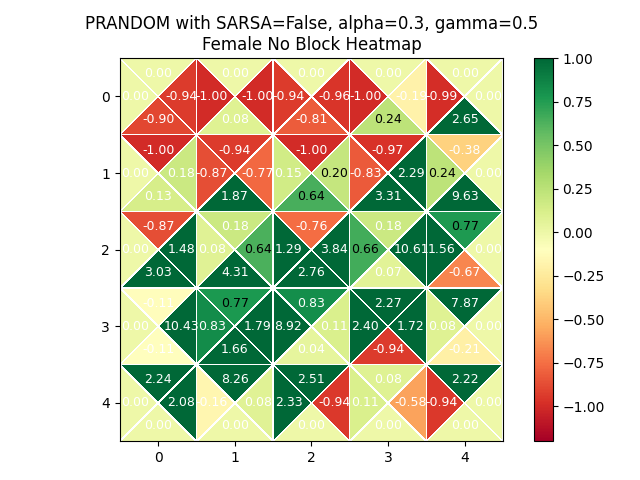 PRANDOM with SARSA=False, alpha=0.3, gamma=0.5
Female No Block Heatmap
0.00 0.00 0.00 0.00 0.00
0 0.00 -0.94 -1.00 -1.00 -0.94 -0.96 -1.00 -0.19 -0.99 0.00
-0.90 0.08 -0.81 0.24 2.65
-1.00 -0.94 -1.00 -0.97 -0.38
1 0.00 0.18 -0.87 -0.77 0.15 0.20 -0.83 2.29 0.24 0.00
0.13 1.87 0.64 3.31 9.63
-0.87 0.18 -0.76 0.18 0.77
2 0.00 1.48 0.08 0.64 1.29 3.84 0.66 10.61 1.56 0.00
3.03 4.31 2.76 0.07 -0.67
0.77 0.83 2.27 7.87
3 0.00 10.43 0.83 1.79 8.92 0.11 2.40 1.72 0.08 0.00
1.66 0.04 -0.94 -0.21
2.24 8.26 2.51 0.08 2.22
4 0.00 2.08 -0.16 0.08 2.33 -0.94 0.11 -0.58 -0.94 0.00
0.00 0.00 0.00 0.00 0.00
0 1 2 3 4
1.00
0.75
0.50
0.25
0.00
-0.25
-0.50
-0.75
-1.00